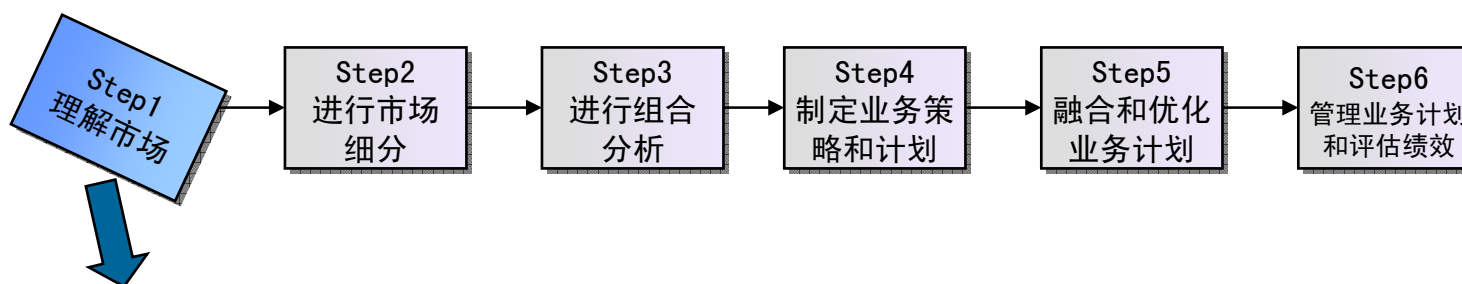 Step1
理解市场
Step2
进行市场
细分
Step3
进行组合
分析
Step4
制定业务策
略和计划
Step5
融合和优化
业务计划
Step6
管理业务计划
和评估绩效